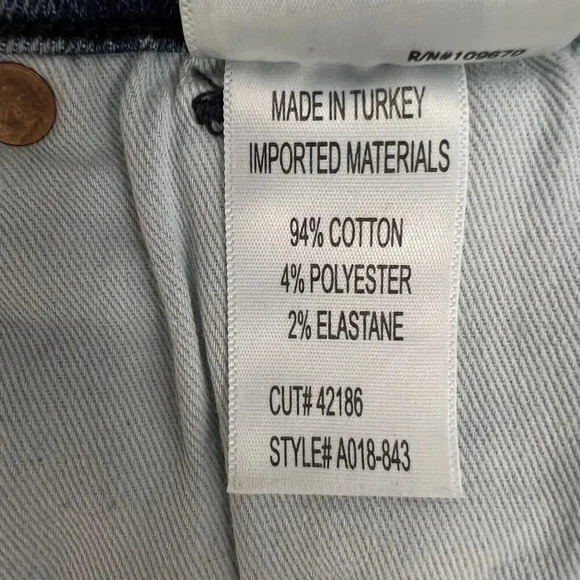 R/N#109670
MADE IN TURKEY
IMPORTED MATERIALS
94% COTTON
4% POLYESTER
2% ELASTANE
CUT# 42186
STYLE# A018-843